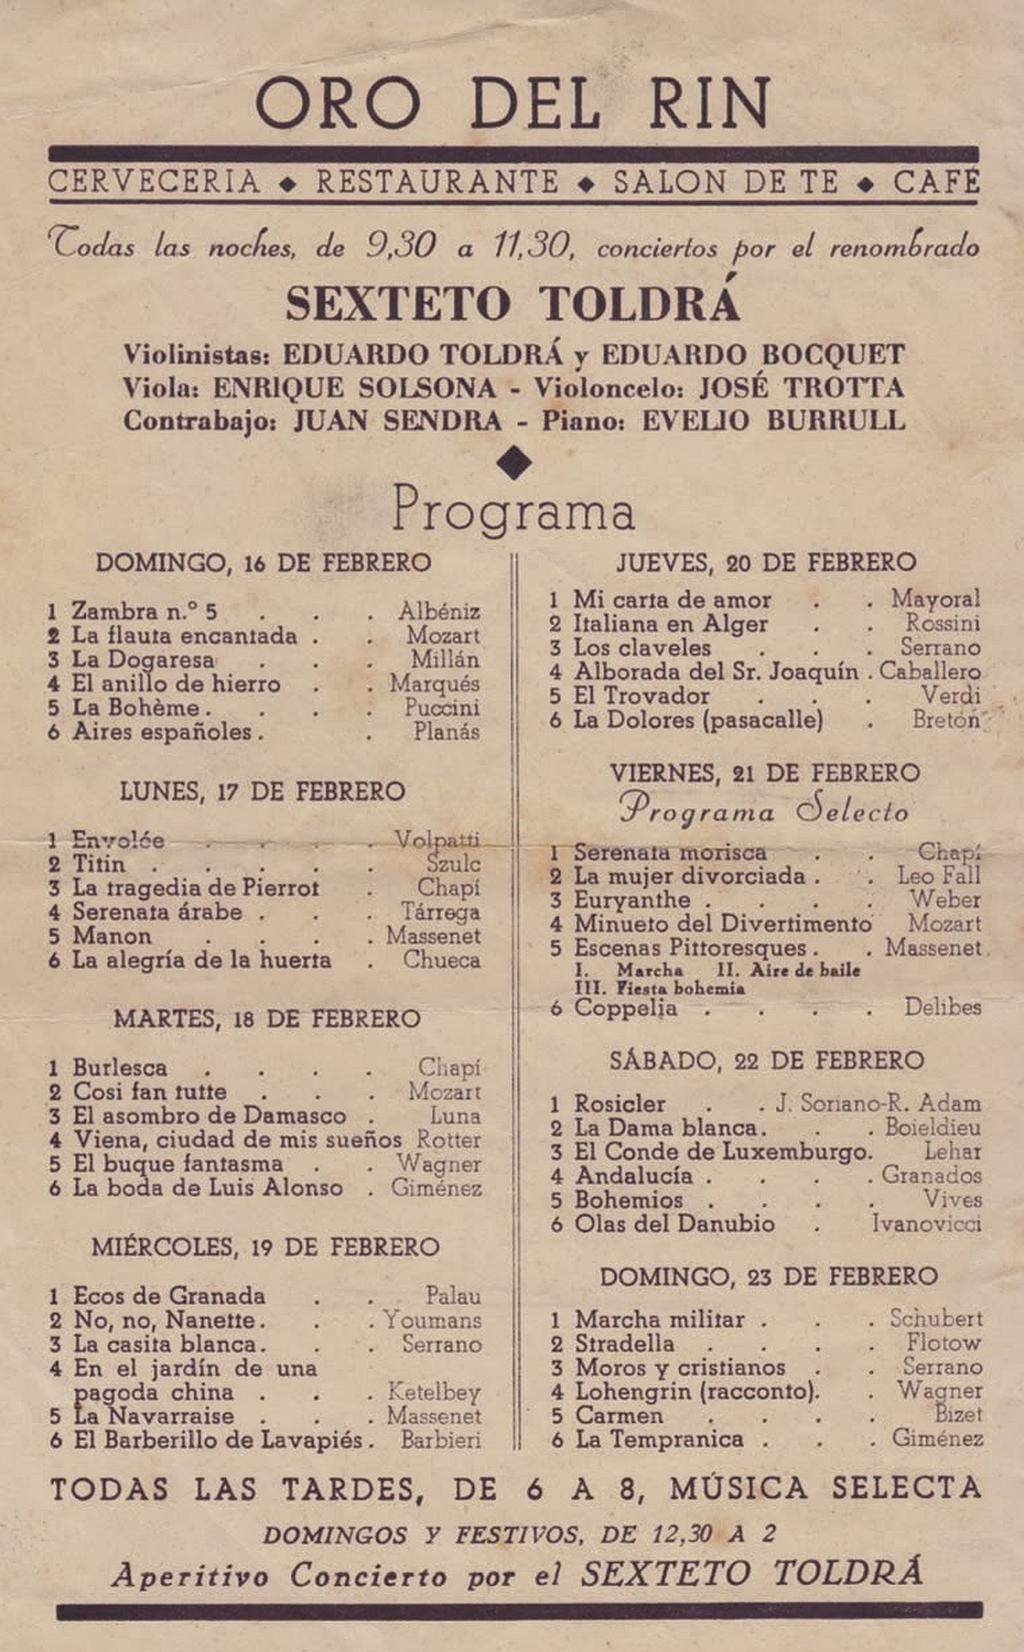 ORO DEL RIN
CERVECERIA ◆ RESTAURANTE ◆ SALON DE TE ◆ CAFÉ
Todas las noches, de 9,30 a 11,30, conciertos por el renombrado
SEXTETO TOLDRÁ
Violinistas: EDUARDO TOLDRÁ y EDUARDO BOCQUET
Viola: ENRIQUE SOLSONA - Violoncelo: JOSÉ TROTTA
Contrabajo: JUAN SENDRA - Piano: EVELIO BURRULL
◆
Programa
DOMINGO, 16 DE FEBRERO
1 Zambra n.º 5 . . . Albéniz
2 La flauta encantada . . Mozart
3 La Dogaresa . . . Millán
4 El anillo de hierro . . Marqués
5 La Bohème . . . . Puccini
6 Aires españoles . . Planás
LUNES, 17 DE FEBRERO
1 Envolée . . . . Volpatti
2 Titin . . . . . Szulc
3 La tragedia de Pierrot . Chapí
4 Serenata árabe . . . Tárrega
5 Manon . . . . Massenet
6 La alegría de la huerta . Chueca
MARTES, 18 DE FEBRERO
1 Burlesca . . . . Chapí
2 Cosi fan tutte . . . Mozart
3 El asombro de Damasco . Luna
4 Viena, ciudad de mis sueños Rotter
5 El buque fantasma . . Wagner
6 La boda de Luis Alonso . Giménez
MIÉRCOLES, 19 DE FEBRERO
1 Ecos de Granada . . Palau
2 No, no, Nanette . . . Youmans
3 La casita blanca . . . Serrano
4 En el jardín de una
pagoda china . . . Ketelbey
5 La Navarraise . . . Massenet
6 El Barberillo de Lavapiés . Barbieri
JUEVES, 20 DE FEBRERO
1 Mi carta de amor . . Mayoral
2 Italiana en Alger . . Rossini
3 Los claveles . . . Serrano
4 Alborada del Sr. Joaquín . Caballero
5 El Trovador . . . Verdi
6 La Dolores (pasacalle) . Bretón
VIERNES, 21 DE FEBRERO
Programa Selecto
1 Serenata morisca . . Chapí
2 La mujer divorciada . . Leo Fall
3 Euryanthe . . . . Weber
4 Minueto del Divertimento Mozart
5 Escenas Pittoresques . . Massenet
I. Marcha II. Aire de baile
III. Fiesta bohemia
6 Coppelia . . . . Delibes
SÁBADO, 22 DE FEBRERO
1 Rosicler . . J. Soriano-R. Adam
2 La Dama blanca . . . Boieldieu
3 El Conde de Luxemburgo. Lehar
4 Andalucía . . . . Granados
5 Bohemios . . . . Vives
6 Olas del Danubio . Ivanovicci
DOMINGO, 23 DE FEBRERO
1 Marcha militar . . . Schubert
2 Stradella . . . . Flotow
3 Moros y cristianos . . Serrano
4 Lohengrin (racconto). . Wagner
5 Carmen . . . . Bizet
6 La Tempranica . . . Giménez
TODAS LAS TARDES, DE 6 A 8, MÚSICA SELECTA
DOMINGOS Y FESTIVOS, DE 12,30 A 2
Aperitivo Concierto por el SEXTETO TOLDRÁ